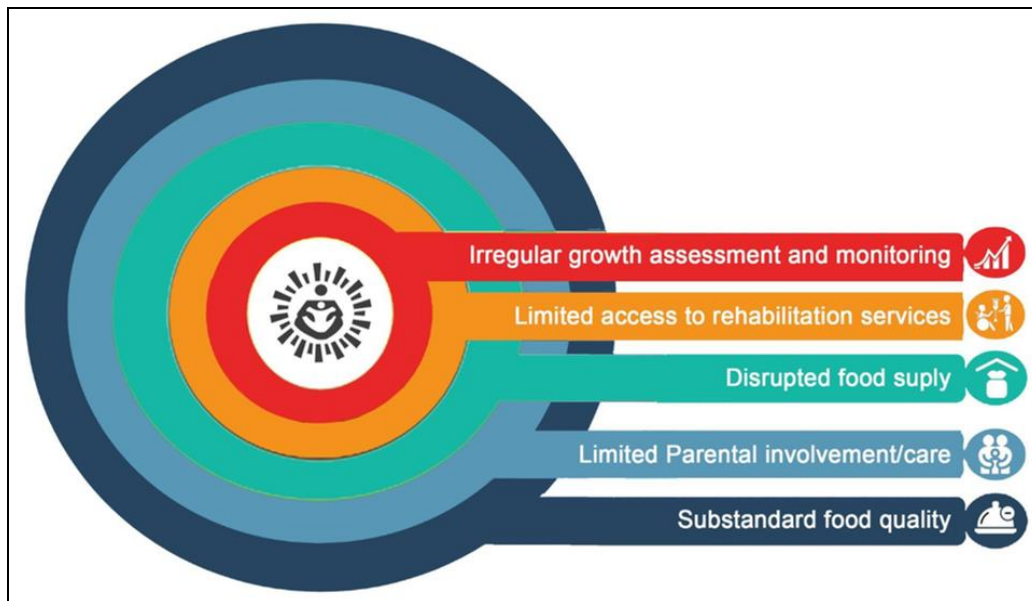 Irregular growth assessment and monitoring
Limited access to rehabilitation services
Disrupted food suply
Limited Parental involvement/care
Substandard food quality